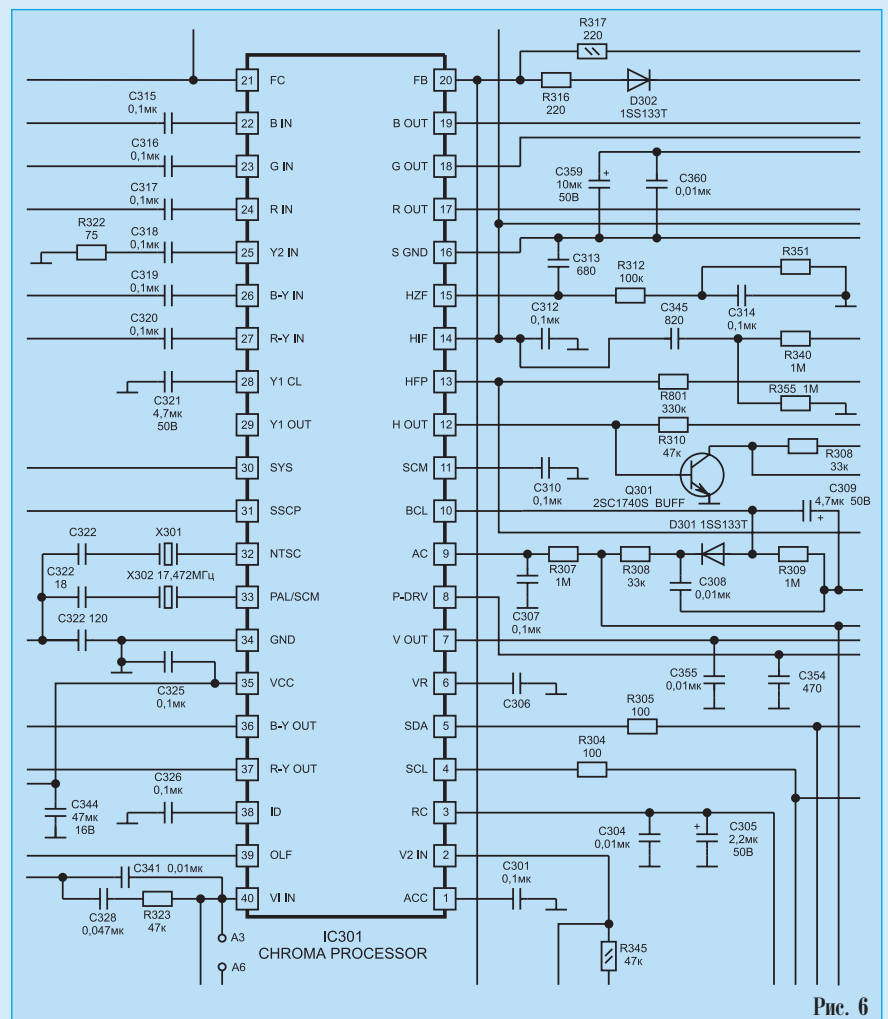 R317
220
21
FC
FB
20
R316
220
D302
1SS133T
C315
0,1мк
22
B IN
B OUT
19
C316
0,1мк
23
G IN
G OUT
18
C359
10мк
50В
+
C360
0,01мк
C317
0,1мк
24
R IN
R OUT
17
R322
75
C318
0,1мк
25
Y2 IN
S GND
16
C313
680
R312
100к
R351
C319
0,1мк
26
B-Y IN
HZF
15
C312
0,1мк
C345
820
C314
0,1мк
C320
0,1мк
27
R-Y IN
HIF
14
R340
1М
28
Y1 CL
HFP
13
C321
4,7мк
50В
R801
330к
R355 1М
29
Y1 OUT
H OUT
12
R310
47к
R308
33к
30
SYS
SCM
11
C310
0,1мк
Q301
2SC1740S BUFF
C309
4,7мк 50В
+
31
SSCP
BCL
10
D301 1SS133T
C322
X301
32
NTSC
AC
9
R307
1М
R308
33к
R309
1М
C322
18
X302 17,472МГц
33
PAL/SCM
P-DRV
8
C307
0,1мк
C308
0,01мк
C322 120
34
GND
V OUT
7
C325
0,1мк
35
VCC
VR
6
C306
C355
0,01мк
C354
470
36
B-Y OUT
SDA
5
R305
100
37
R-Y OUT
SCL
4
R304
100
C344
47мк
16В
C326
0,1мк
38
ID
RC
3
C304
0,01мк
+
C305
2,2мк
50В
39
OLF
V2 IN
2
C341 0,01мк
C301
0,1мк
40
VI IN
ACC
1
C328
0,047мк
R323
47к
A3
A6
IC301
CHROMA PROCESSOR
R345
47к
Рис. 6